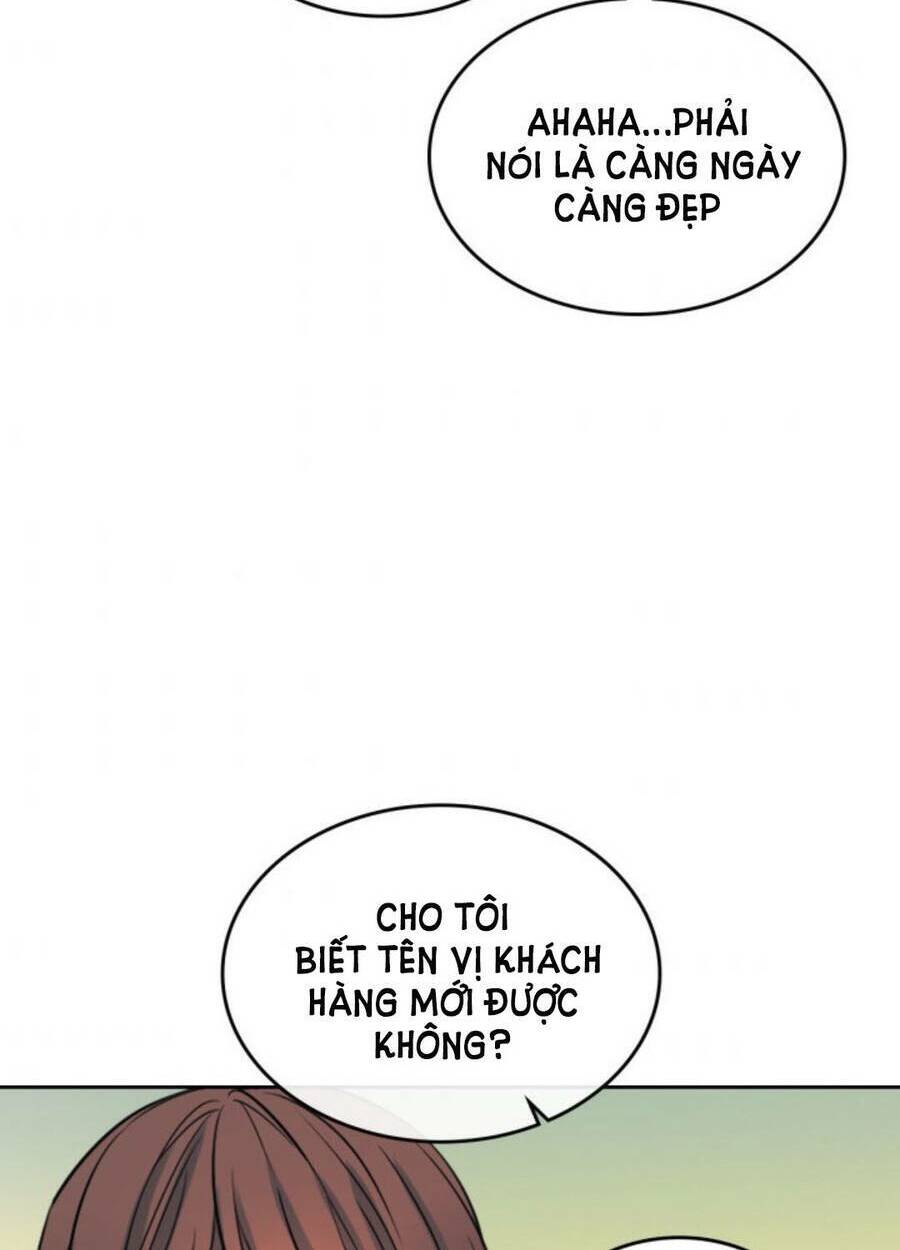 AHAHA...PHẢI
NÓI LÀ CÀNG NGÀY
CÀNG ĐẸP
CHO TÔI
BIẾT TÊN VỊ KHÁCH
HÀNG MỚI ĐƯỢC
KHÔNG?